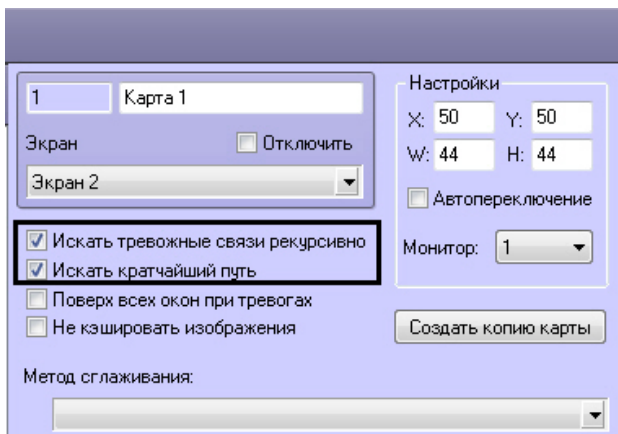 1 Карта 1
Экран Отключить
Экран 2
Искать тревожные связи рекурсивно
Искать кратчайший путь
Поверх всех окон при тревогах
Не кэшировать изображения
Метод сглаживания:
Настройки
X: 50 Y: 50
W: 44 H: 44
Автопереключение
Монитор: 1
Создать копию карты